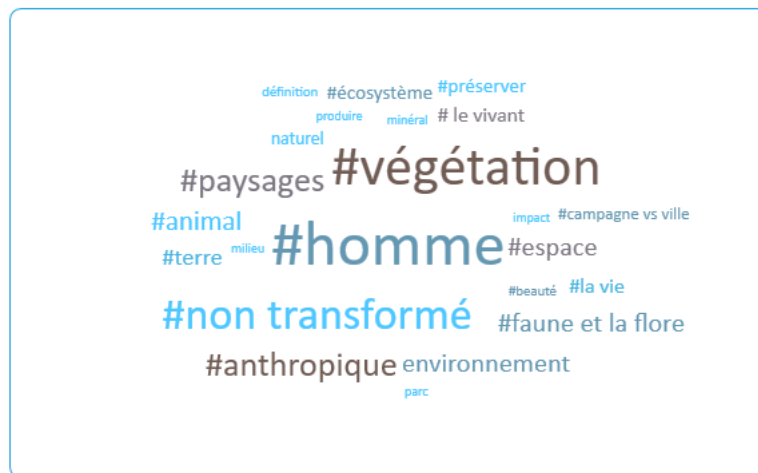 définition #écosystème #préserver
produire minéral # le vivant
naturel
#paysages #végétation
#animal impact #campagne vs ville
#terre milieu #homme #espace
#beauté #la vie
#non transformé #faune et la flore
#anthropique environnement
parc